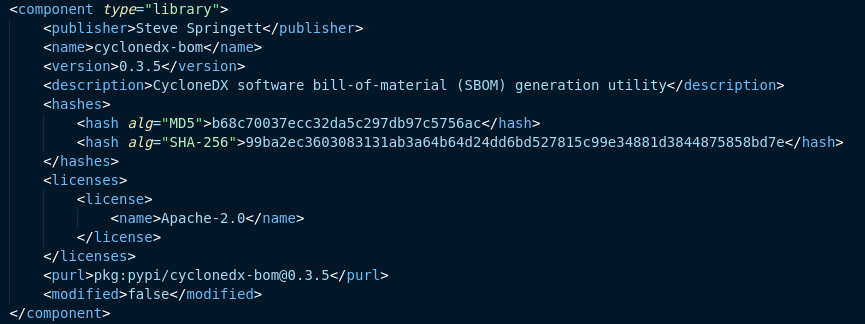 <component type="library">
<publisher>Steve Springett</publisher>
<name>cyclonedx-bom</name>
<version>0.3.5</version>
<description>CycloneDX software bill-of-material (SBOM) generation utility</description>
<hashes>
<hash alg="MD5">b68c70037ecc32da5c297db97c5756ac</hash>
<hash alg="SHA-256">99ba2ec3603083131ab3a64b64d24dd6bd527815c99e34881d3844875858bd7e</hash>
</hashes>
<licenses>
<license>
<name>Apache-2.0</name>
</license>
</licenses>
<purl>pkg:pypi/cyclonedx-bom@0.3.5</purl>
<modified>false</modified>
</component>